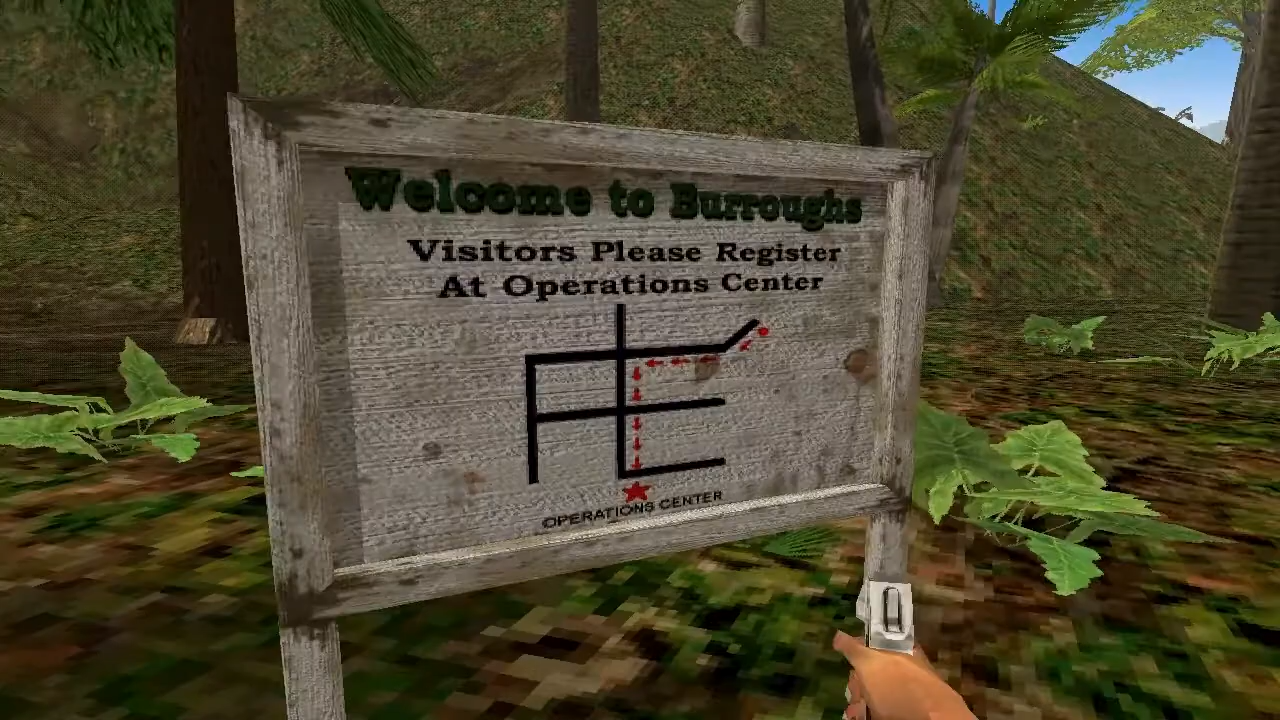 Welcome to Burroughs
Visitors Please Register
At Operations Center
OPERATIONS CENTER